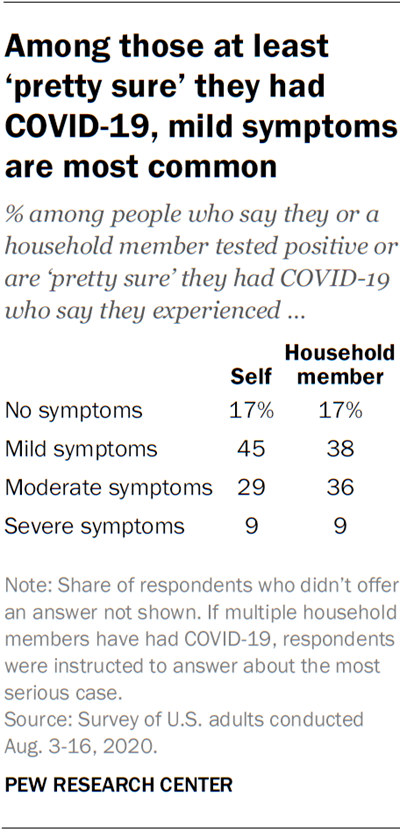 Among those at least
‘pretty sure’ they had
COVID-19, mild symptoms
are most common
% among people who say they or a
household member tested positive or
are ‘pretty sure’ they had COVID-19
who say they experienced ...
Household
Self member
No symptoms 17% 17%
Mild symptoms 45 38
Moderate symptoms 29 36
Severe symptoms 9 9
Note: Share of respondents who didn’t offer
an answer not shown. If multiple household
members have had COVID-19, respondents
were instructed to answer about the most
serious case.
Source: Survey of U.S. adults conducted
Aug. 3-16, 2020.
PEW RESEARCH CENTER